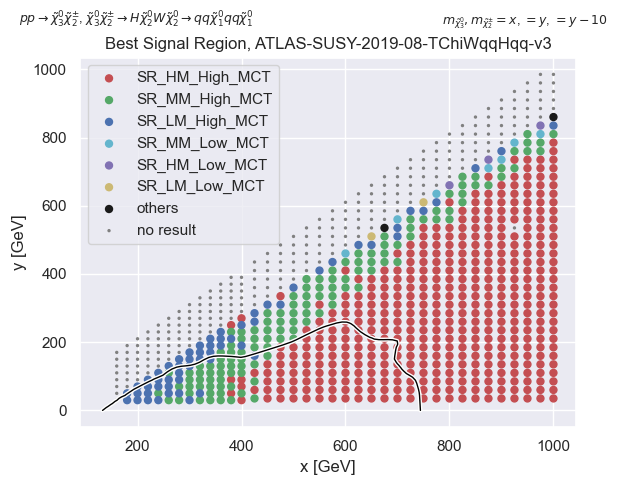 pp → χ̃⁰₃χ̃±₂, χ̃⁰₃χ̃±₂ → Hχ̃⁰₂Wχ̃⁰₂ → qqχ̃⁰₁qqχ̃⁰₁ m_χ̃⁰₃, m_χ̃±₂ = x, = y, = y − 10
Best Signal Region, ATLAS-SUSY-2019-08-TChiWqqHqq-v3
SR_HM_High_MCT
SR_MM_High_MCT
SR_LM_High_MCT
SR_MM_Low_MCT
SR_HM_Low_MCT
SR_LM_Low_MCT
others
no result
y [GeV]
1000
800
600
400
200
0
200 400 600 800 1000
x [GeV]